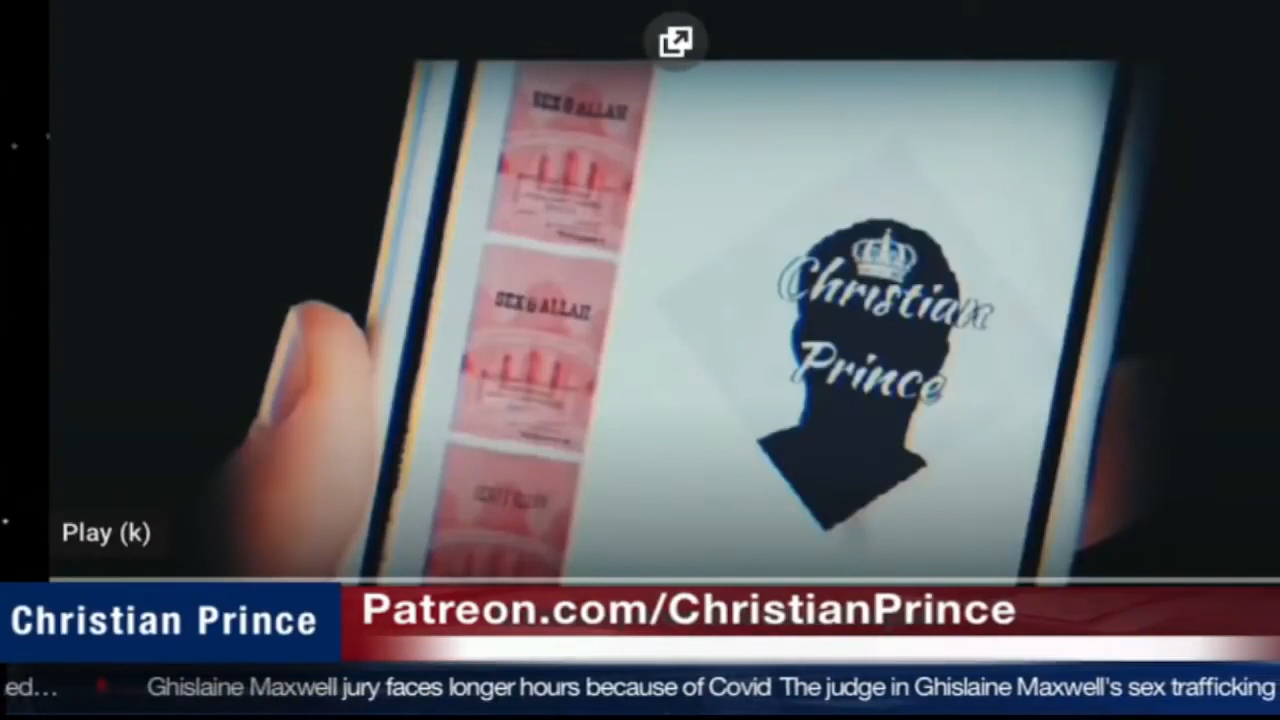 SEX & ALLAH
SEX & ALLAH
Christian
Prince
Play (k)
Christian Prince
Patreon.com/ChristianPrince
ed...
Ghislaine Maxwell jury faces longer hours because of Covid The judge in Ghislaine Maxwell's sex trafficking